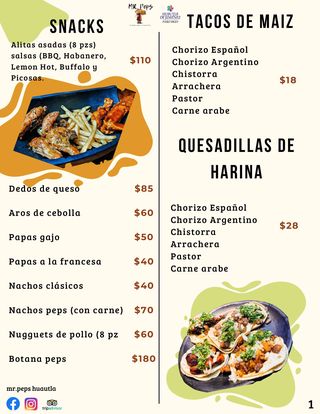 SNACKS
Alitas asadas (8 pzs)
salsas (BBQ, Habanero,
Lemon Hot, Buffalo y
Picosas.
$110
Dedos de queso $85
Aros de cebolla $60
Papas gajo $50
Papas a la francesa $40
Nachos clásicos $40
Nachos peps (con carne) $70
Nuggets de pollo (8 pz $60
Botana peps $180
mr.peps huautla
tripadvisor
MR. PEPS
TACOS DE MAIZ
Chorizo Español
Chorizo Argentino
Chistorra
Arrachera
Pastor
Carne arabe
$18
QUESADILLAS DE
HARINA
Chorizo Español
Chorizo Argentino
Chistorra
Arrachera
Pastor
Carne arabe
$28
1